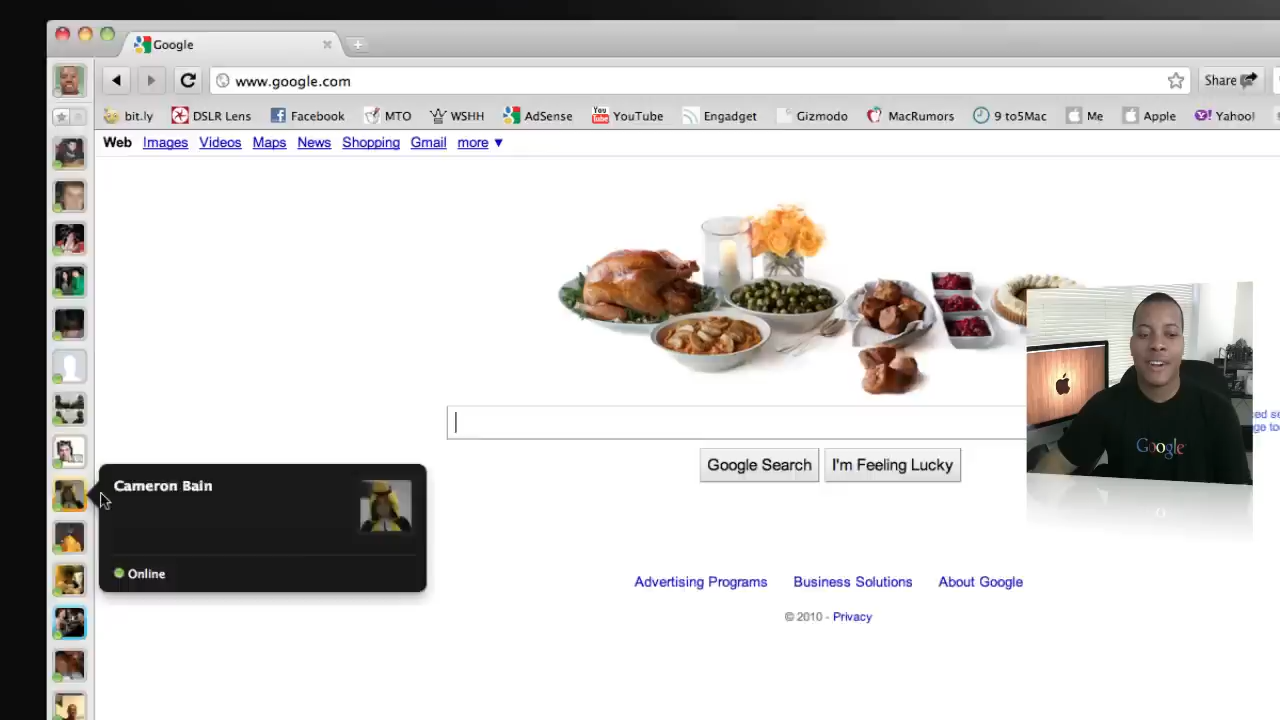 Google
www.google.com
Share
bit.ly DSLR Lens Facebook MTO WSHH AdSense YouTube Engadget Gizmodo MacRumors 9 to5Mac Me Apple Yahoo!
Web Images Videos Maps News Shopping Gmail more ▼
Google
Google Search I'm Feeling Lucky
Cameron Bain
Online
Advertising Programs Business Solutions About Google
© 2010 - Privacy